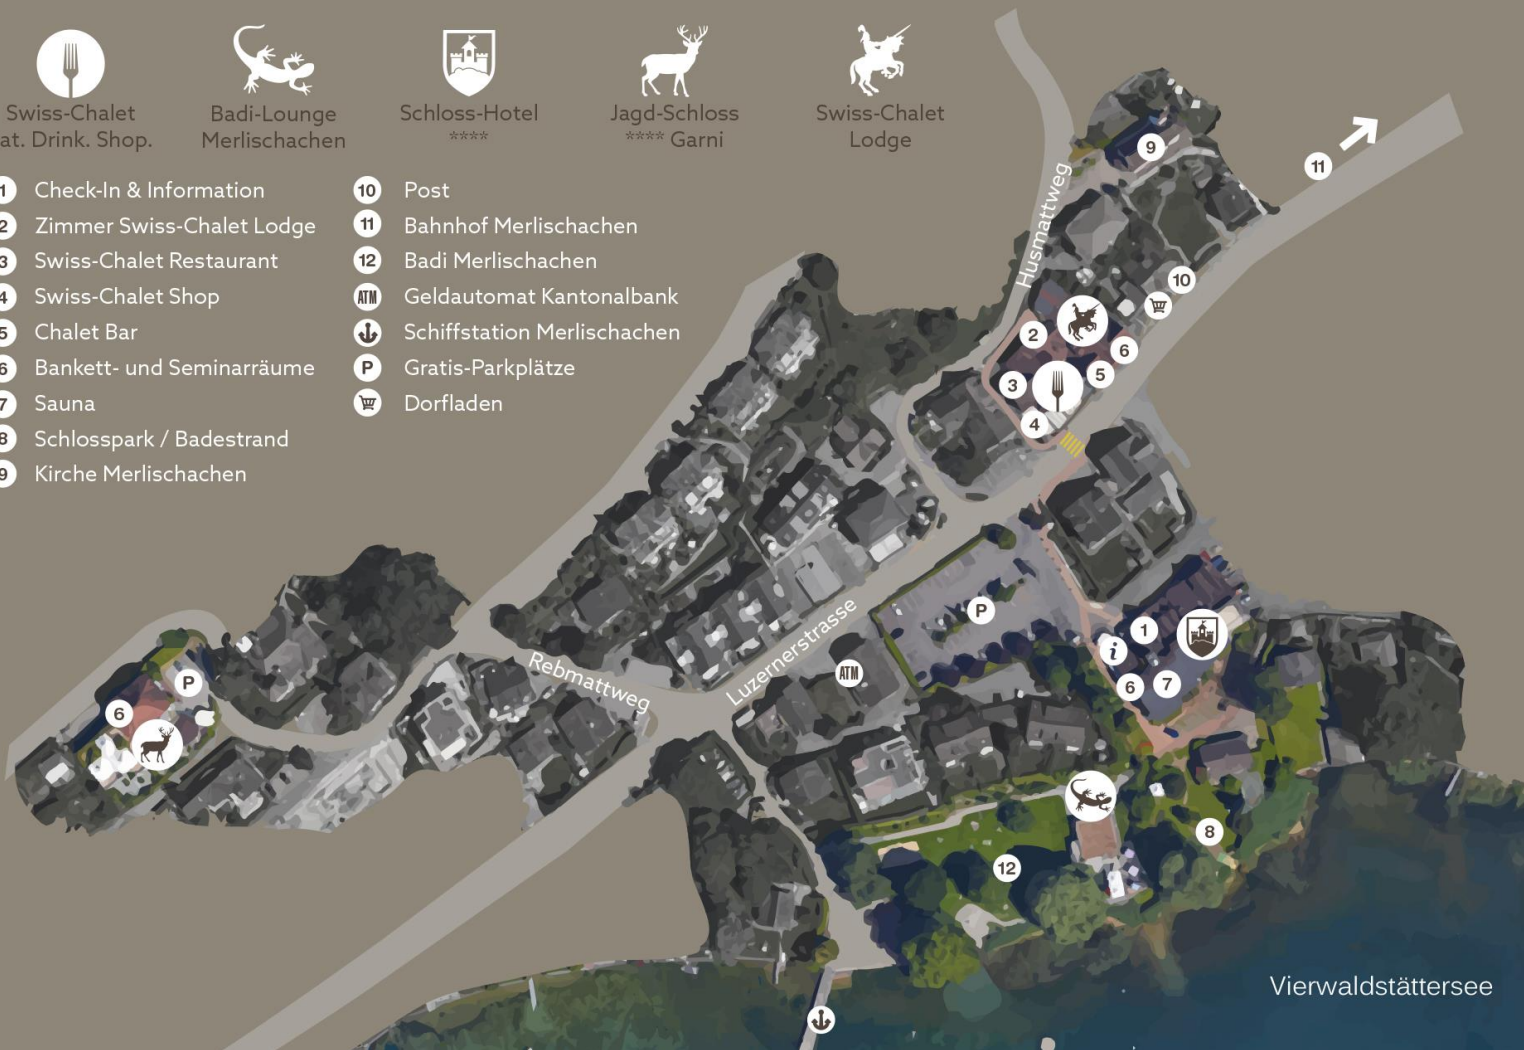 Swiss-Chalet
at. Drink. Shop.
Badi-Lounge
Merlischachen
Schloss-Hotel
****
Jagd-Schloss
**** Garni
Swiss-Chalet
Lodge
1 Check-In & Information
2 Zimmer Swiss-Chalet Lodge
3 Swiss-Chalet Restaurant
4 Swiss-Chalet Shop
5 Chalet Bar
6 Bankett- und Seminarräume
7 Sauna
8 Schlosspark / Badestrand
9 Kirche Merlischachen
10 Post
11 Bahnhof Merlischachen
12 Badi Merlischachen
ATM Geldautomat Kantonalbank
Schiffstation Merlischachen
P Gratis-Parkplätze
Dorfladen
9
11
Husmattweg
10
2
6
5
3
4
P
Luzernerstrasse
1
i
Rebmattweg
ATM
6
7
P
6
8
12
Vierwaldstättersee